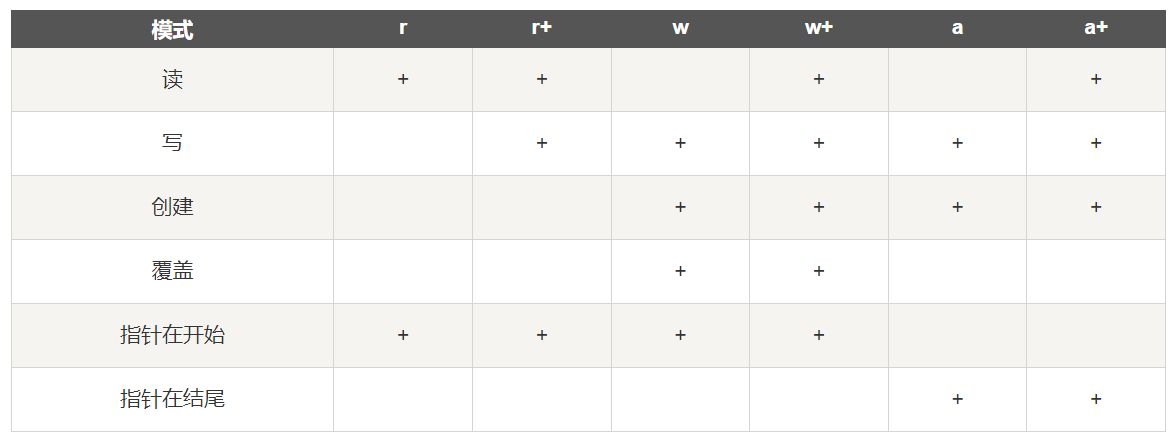 模式 r r+ w w+ a a+
读 + + + +
写 + + + + +
创建 + + + +
覆盖 + +
指针在开始 + + + +
指针在结尾 + +